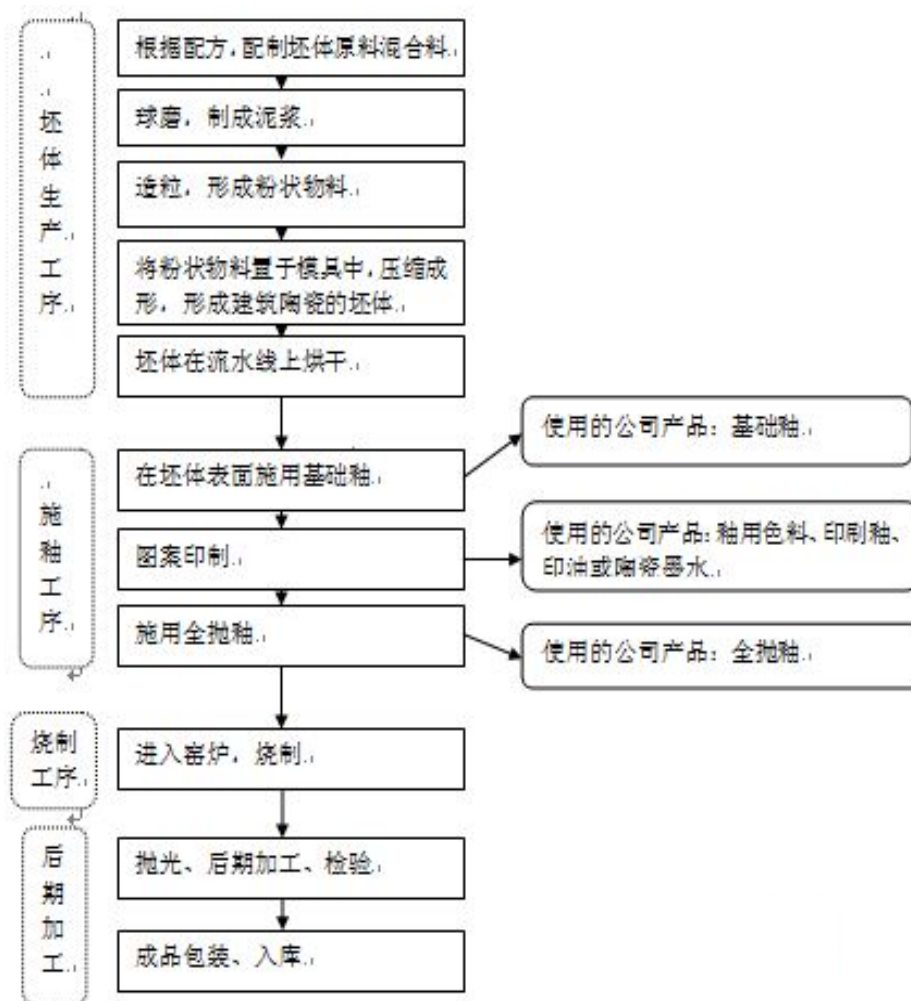 坯体生产工序
根据配方，配制坯体原料混合料
球磨，制成泥浆
造粒，形成粉状物料
将粉状物料置于模具中，压缩成
形，形成建筑陶瓷的坯体
坯体在流水线上烘干
施釉工序
在坯体表面施用基础釉
使用的公司产品：基础釉
图案印制
使用的公司产品：釉用色料、印刷釉、
印油或陶瓷墨水
施用全抛釉
使用的公司产品：全抛釉
烧制
工序
进入窑炉，烧制
后期加工
抛光、后期加工、检验
成品包装、入库